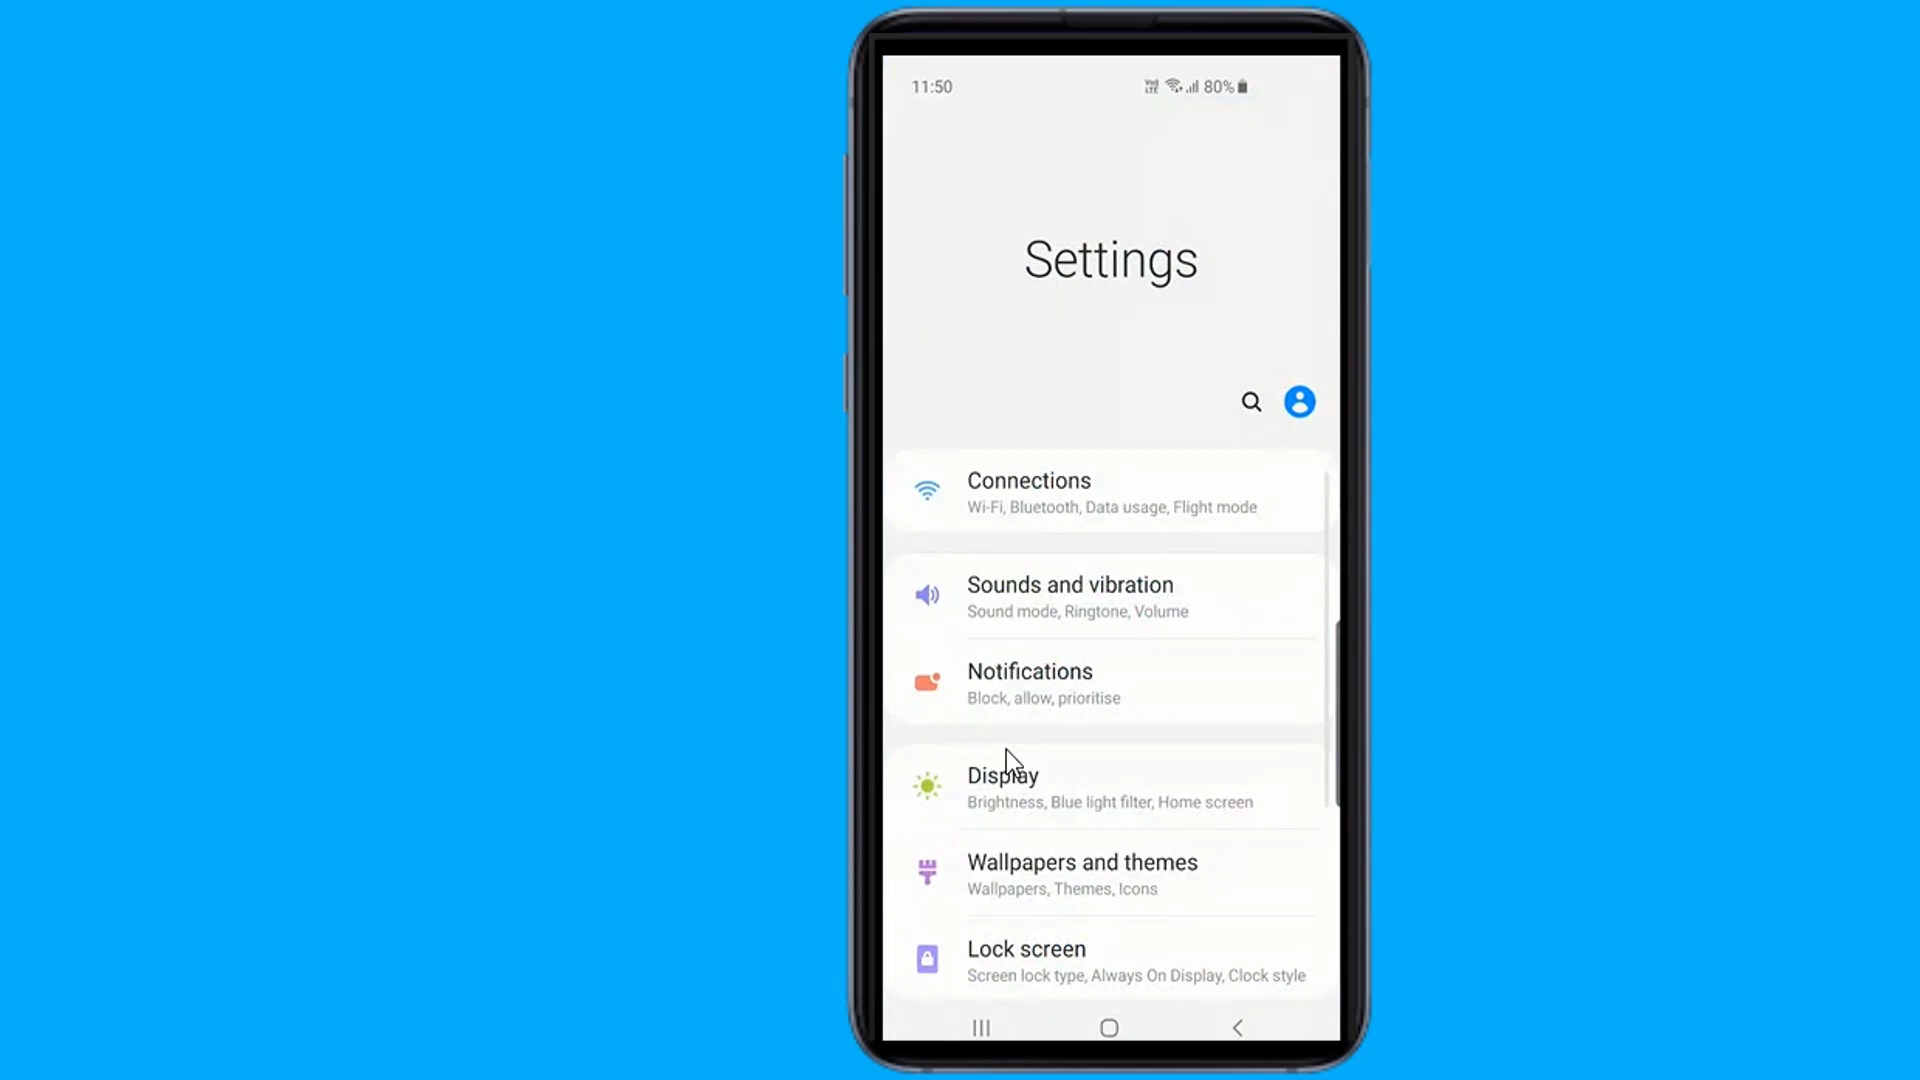 11:50
80%
Settings
Connections
Wi-Fi, Bluetooth, Data usage, Flight mode
Sounds and vibration
Sound mode, Ringtone, Volume
Notifications
Block, allow, prioritise
Display
Brightness, Blue light filter, Home screen
Wallpapers and themes
Wallpapers, Themes, Icons
Lock screen
Screen lock type, Always On Display, Clock style